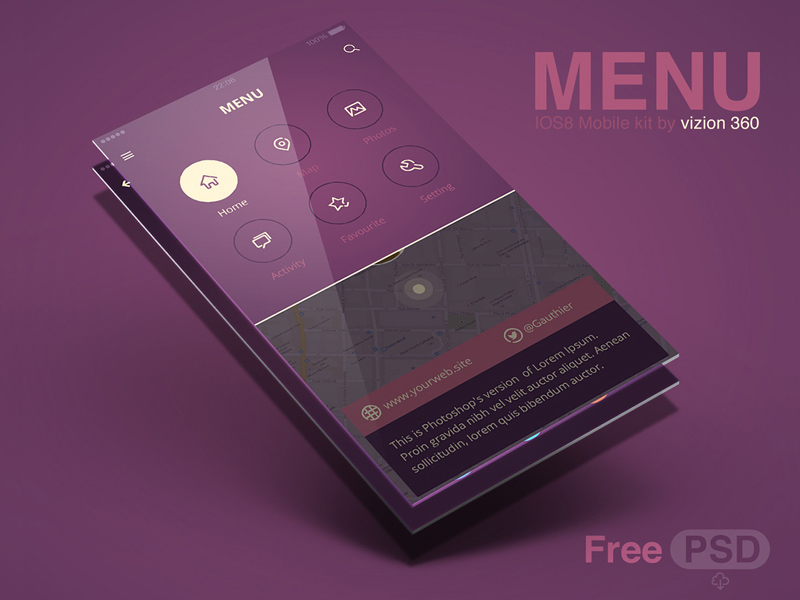 MENU
IOS8 Mobile kit by vizion 360
22:06
100%
MENU
Photos
Map
Home
Setting
Favourite
Activity
www.yourweb.site
@Gauthier
This is Photoshop's version of Lorem Ipsum.
Proin gravida nibh vel velit auctor aliquet. Aenean
sollicitudin, lorem quis bibendum auctor.
Free PSD